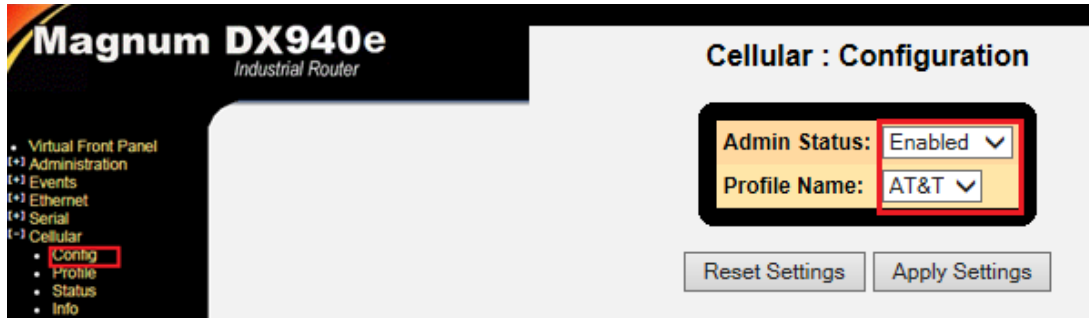 Magnum DX940e
Industrial Router
Cellular : Configuration
Virtual Front Panel
[+] Administration
[+] Events
[+] Ethernet
[+] Serial
[-] Cellular
Config
Profile
Status
Info
Admin Status: Enabled
Profile Name: AT&T
Reset Settings Apply Settings